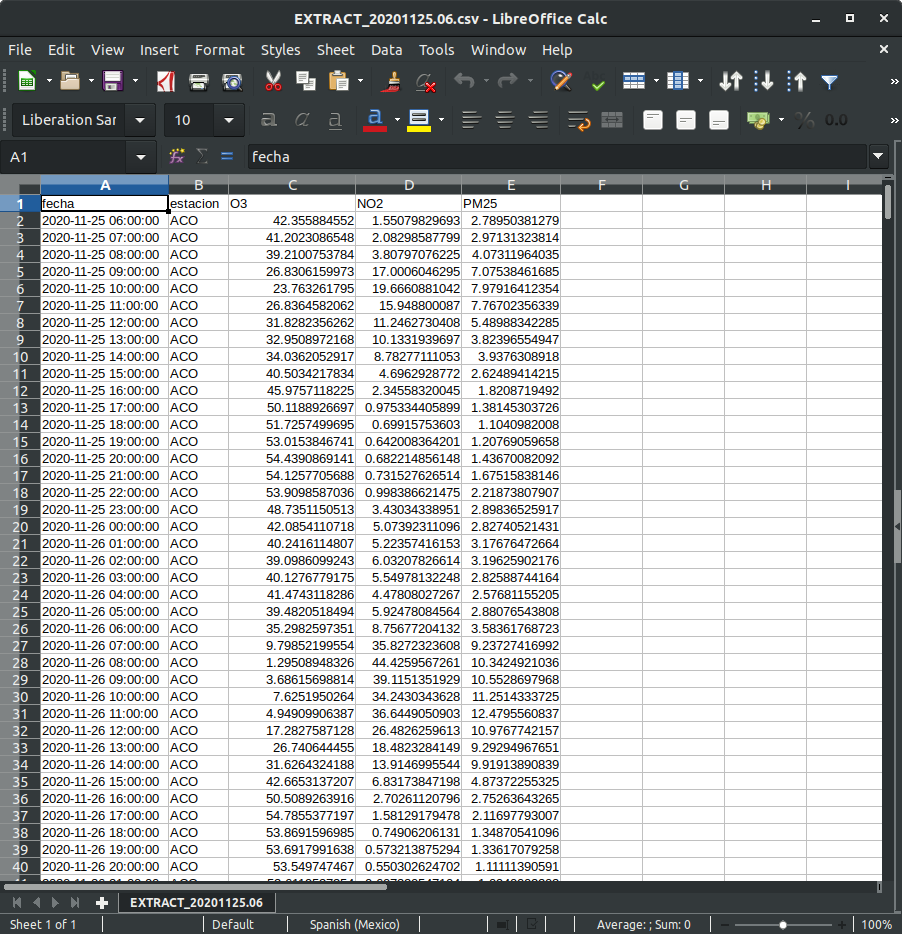 EXTRACT_20201125.06.csv - LibreOffice Calc
File Edit View Insert Format Styles Sheet Data Tools Window Help
Liberation Sar 10 a a a a 0.0
A1 fx fecha
A B C D E F G H I
1 fecha estacion O3 NO2 PM25
2 2020-11-25 06:00:00 ACO 42.355884552 1.55079829693 2.78950381279
3 2020-11-25 07:00:00 ACO 41.2023086548 2.08298587799 2.97131323814
4 2020-11-25 08:00:00 ACO 39.2100753784 3.80797076225 4.07311964035
5 2020-11-25 09:00:00 ACO 26.8306159973 17.0006046295 7.07538461685
6 2020-11-25 10:00:00 ACO 23.763261795 19.6660881042 7.97916412354
7 2020-11-25 11:00:00 ACO 26.8364582062 15.948800087 7.76702356339
8 2020-11-25 12:00:00 ACO 31.8282356262 11.2462730408 5.48988342285
9 2020-11-25 13:00:00 ACO 32.9508972168 10.1331939697 3.82396554947
10 2020-11-25 14:00:00 ACO 34.0362052917 8.78277111053 3.9376308918
11 2020-11-25 15:00:00 ACO 40.5034217834 4.6962928772 2.62489414215
12 2020-11-25 16:00:00 ACO 45.9757118225 2.34558320045 1.8208719492
13 2020-11-25 17:00:00 ACO 50.1188926697 0.975334405899 1.38145303726
14 2020-11-25 18:00:00 ACO 51.7257499695 0.69915753603 1.1040982008
15 2020-11-25 19:00:00 ACO 53.0153846741 0.642008364201 1.20769059658
16 2020-11-25 20:00:00 ACO 54.4390869141 0.682214856148 1.43670082092
17 2020-11-25 21:00:00 ACO 54.1257705688 0.731527626514 1.67515838146
18 2020-11-25 22:00:00 ACO 53.9098587036 0.998386621475 2.21873807907
19 2020-11-25 23:00:00 ACO 48.7351150513 3.43034338951 2.89836525917
20 2020-11-26 00:00:00 ACO 42.0854110718 5.07392311096 2.82740521431
21 2020-11-26 01:00:00 ACO 40.2416114807 5.22357416153 3.17676472664
22 2020-11-26 02:00:00 ACO 39.0986099243 6.03207826614 3.19625902176
23 2020-11-26 03:00:00 ACO 40.1276779175 5.54978132248 2.82588744164
24 2020-11-26 04:00:00 ACO 41.4743118286 4.47808027267 2.57681155205
25 2020-11-26 05:00:00 ACO 39.4820518494 5.92478084564 2.88076543808
26 2020-11-26 06:00:00 ACO 35.2982597351 8.75677204132 3.58361768723
27 2020-11-26 07:00:00 ACO 9.79852199554 35.8272323608 9.23727416992
28 2020-11-26 08:00:00 ACO 1.29508948326 44.4259567261 10.3424921036
29 2020-11-26 09:00:00 ACO 3.68615698814 39.1151351929 10.5528697968
30 2020-11-26 10:00:00 ACO 7.6251950264 34.2430343628 11.2514333725
31 2020-11-26 11:00:00 ACO 4.94909906387 36.6449050903 12.4795560837
32 2020-11-26 12:00:00 ACO 17.2827587128 26.4826259613 10.9767742157
33 2020-11-26 13:00:00 ACO 26.740644455 18.4823284149 9.29294967651
34 2020-11-26 14:00:00 ACO 31.6264324188 13.9146995544 9.91913890839
35 2020-11-26 15:00:00 ACO 42.6653137207 6.83173847198 4.87372255325
36 2020-11-26 16:00:00 ACO 50.5089263916 2.70261120796 2.75263643265
37 2020-11-26 17:00:00 ACO 54.7855377197 1.58129179478 2.11697793007
38 2020-11-26 18:00:00 ACO 53.8691596985 0.74906206131 1.34870541096
39 2020-11-26 19:00:00 ACO 53.6917991638 0.573213875294 1.33617079258
40 2020-11-26 20:00:00 ACO 53.549747467 0.550302624702 1.11111390591
EXTRACT_20201125.06
Sheet 1 of 1 Default Spanish (Mexico) Average: ; Sum: 0 100%